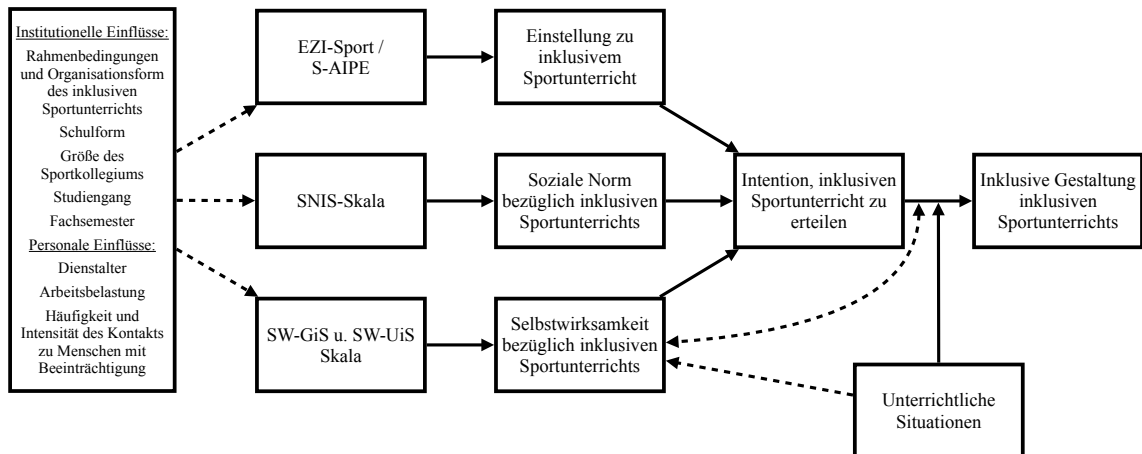 Institutionelle Einflüsse:
Rahmenbedingungen
und Organisationsform
des inklusiven
Sportunterrichts
Schulform
Größe des
Sportkollegiums
Studiengang
Fachsemester
Personale Einflüsse:
Dienstalter
Arbeitsbelastung
Häufigkeit und
Intensität des Kontakts
zu Menschen mit
Beeinträchtigung
EZI-Sport /
S-AIPE
SNIS-Skala
SW-GiS u. SW-UiS
Skala
Einstellung zu
inklusivem
Sportunterricht
Soziale Norm
bezüglich inklusiven
Sportunterrichts
Selbstwirksamkeit
bezüglich inklusiven
Sportunterrichts
Intention, inklusiven
Sportunterricht zu
erteilen
Inklusive Gestaltung
inklusiven
Sportunterrichts
Unterrichtliche
Situationen